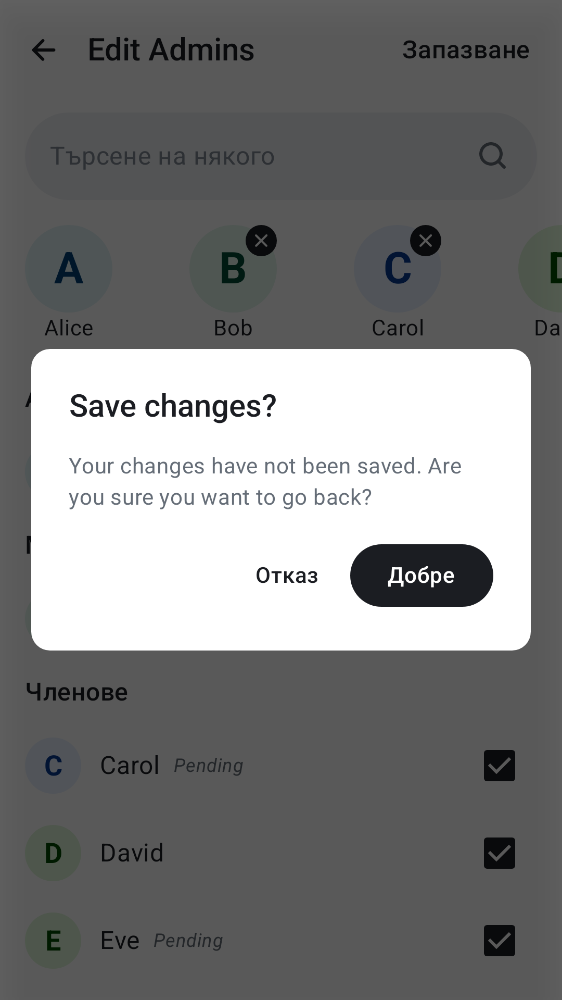 Edit Admins
Запазване
Търсене на някого
A
B
C
D
Alice
Bob
Carol
Da
Save changes?
Your changes have not been saved. Are
you sure you want to go back?
Отказ
Добре
Членове
C
Carol
Pending
D
David
E
Eve
Pending